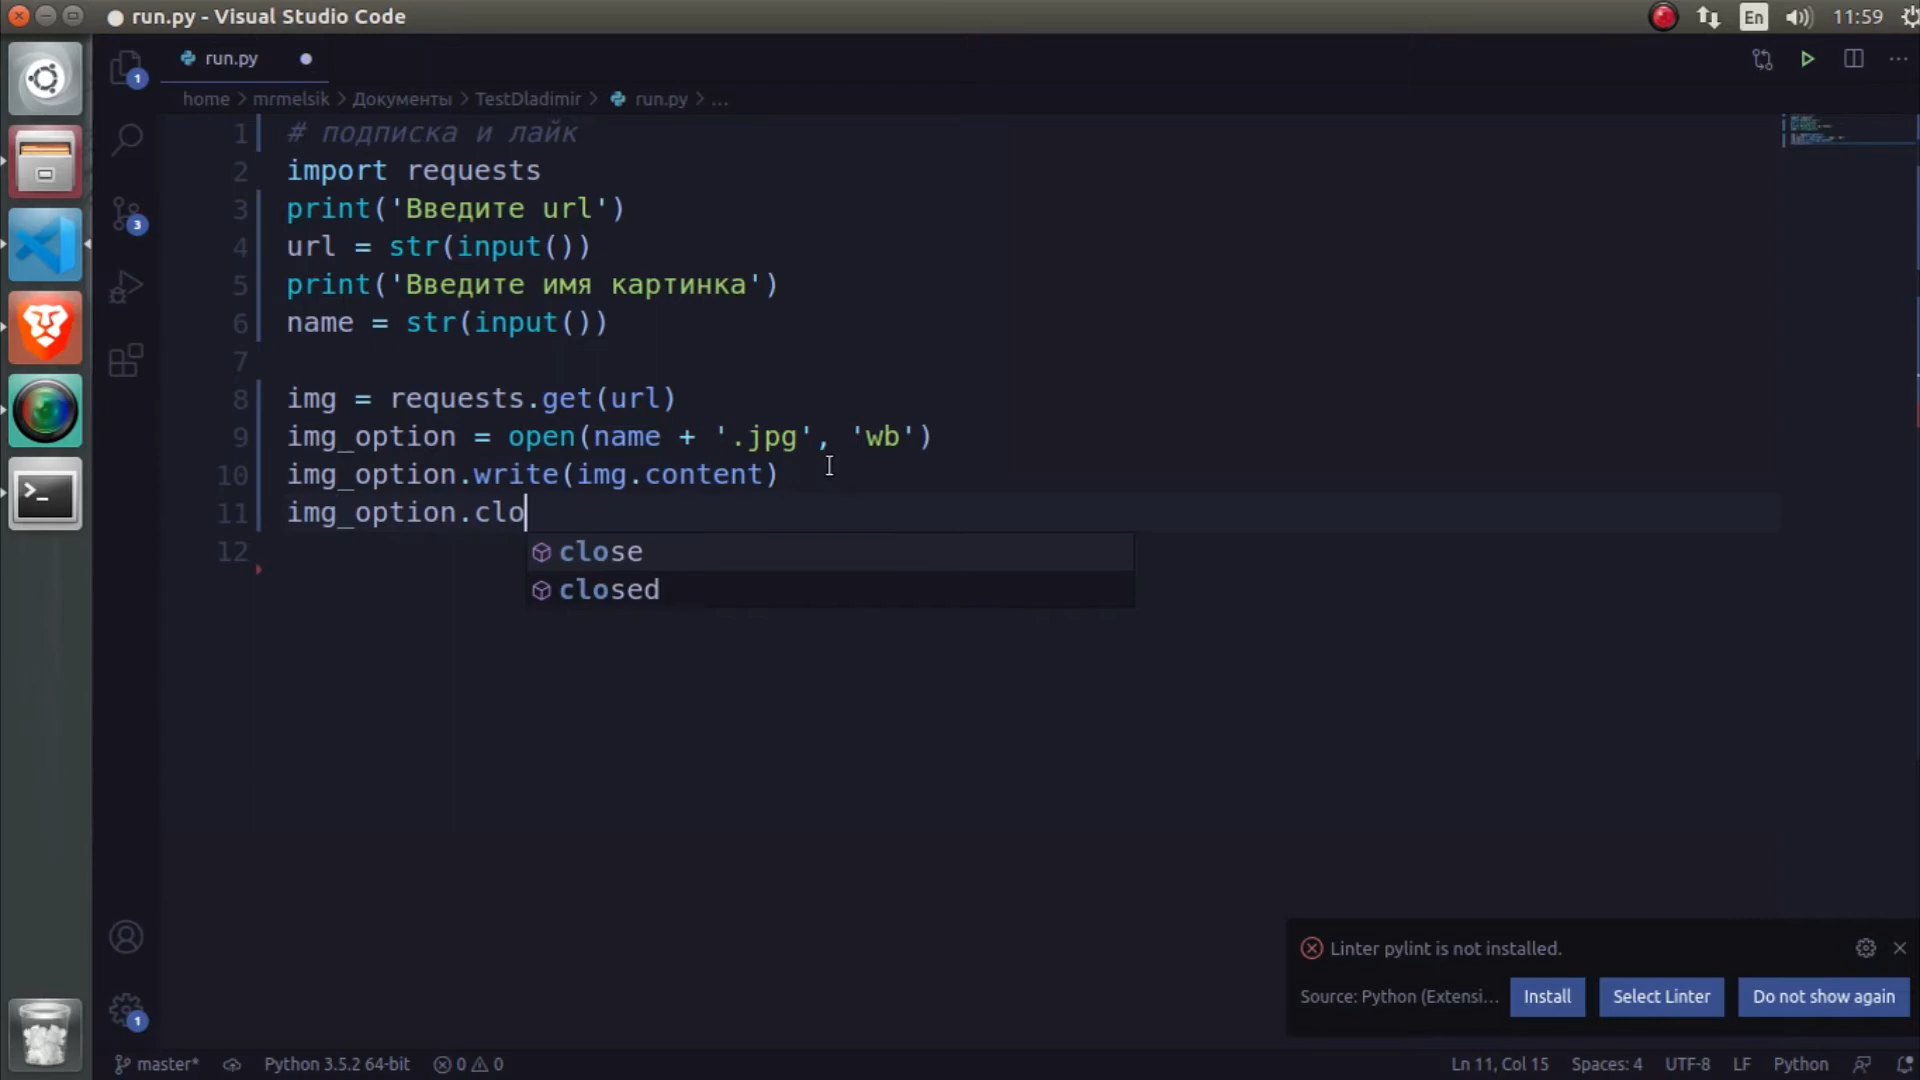 run.py - Visual Studio Code
En
11:59
run.py
home > mrmelsik > Документы > TestDladimir > run.py > ...
1 # подписка и лайк
2 import requests
3 print('Введите url')
4 url = str(input())
5 print('Введите имя картинка')
6 name = str(input())
7
8 img = requests.get(url)
9 img_option = open(name + '.jpg', 'wb')
10 img_option.write(img.content)
11 img_option.clo
12
close
closed
1
3
1
Linter pylint is not installed.
Source: Python (Extensi...
Install
Select Linter
Do not show again
master*
Python 3.5.2 64-bit
0
0
Ln 11, Col 15
Spaces: 4
UTF-8
LF
Python